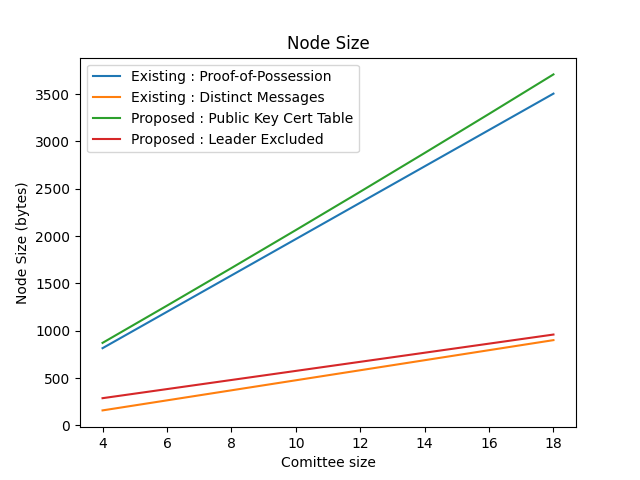 Node Size
Existing : Proof-of-Possession
Existing : Distinct Messages
Proposed : Public Key Cert Table
Proposed : Leader Excluded
Node Size (bytes)
3500
3000
2500
2000
1500
1000
500
0
4 6 8 10 12 14 16 18
Comittee size